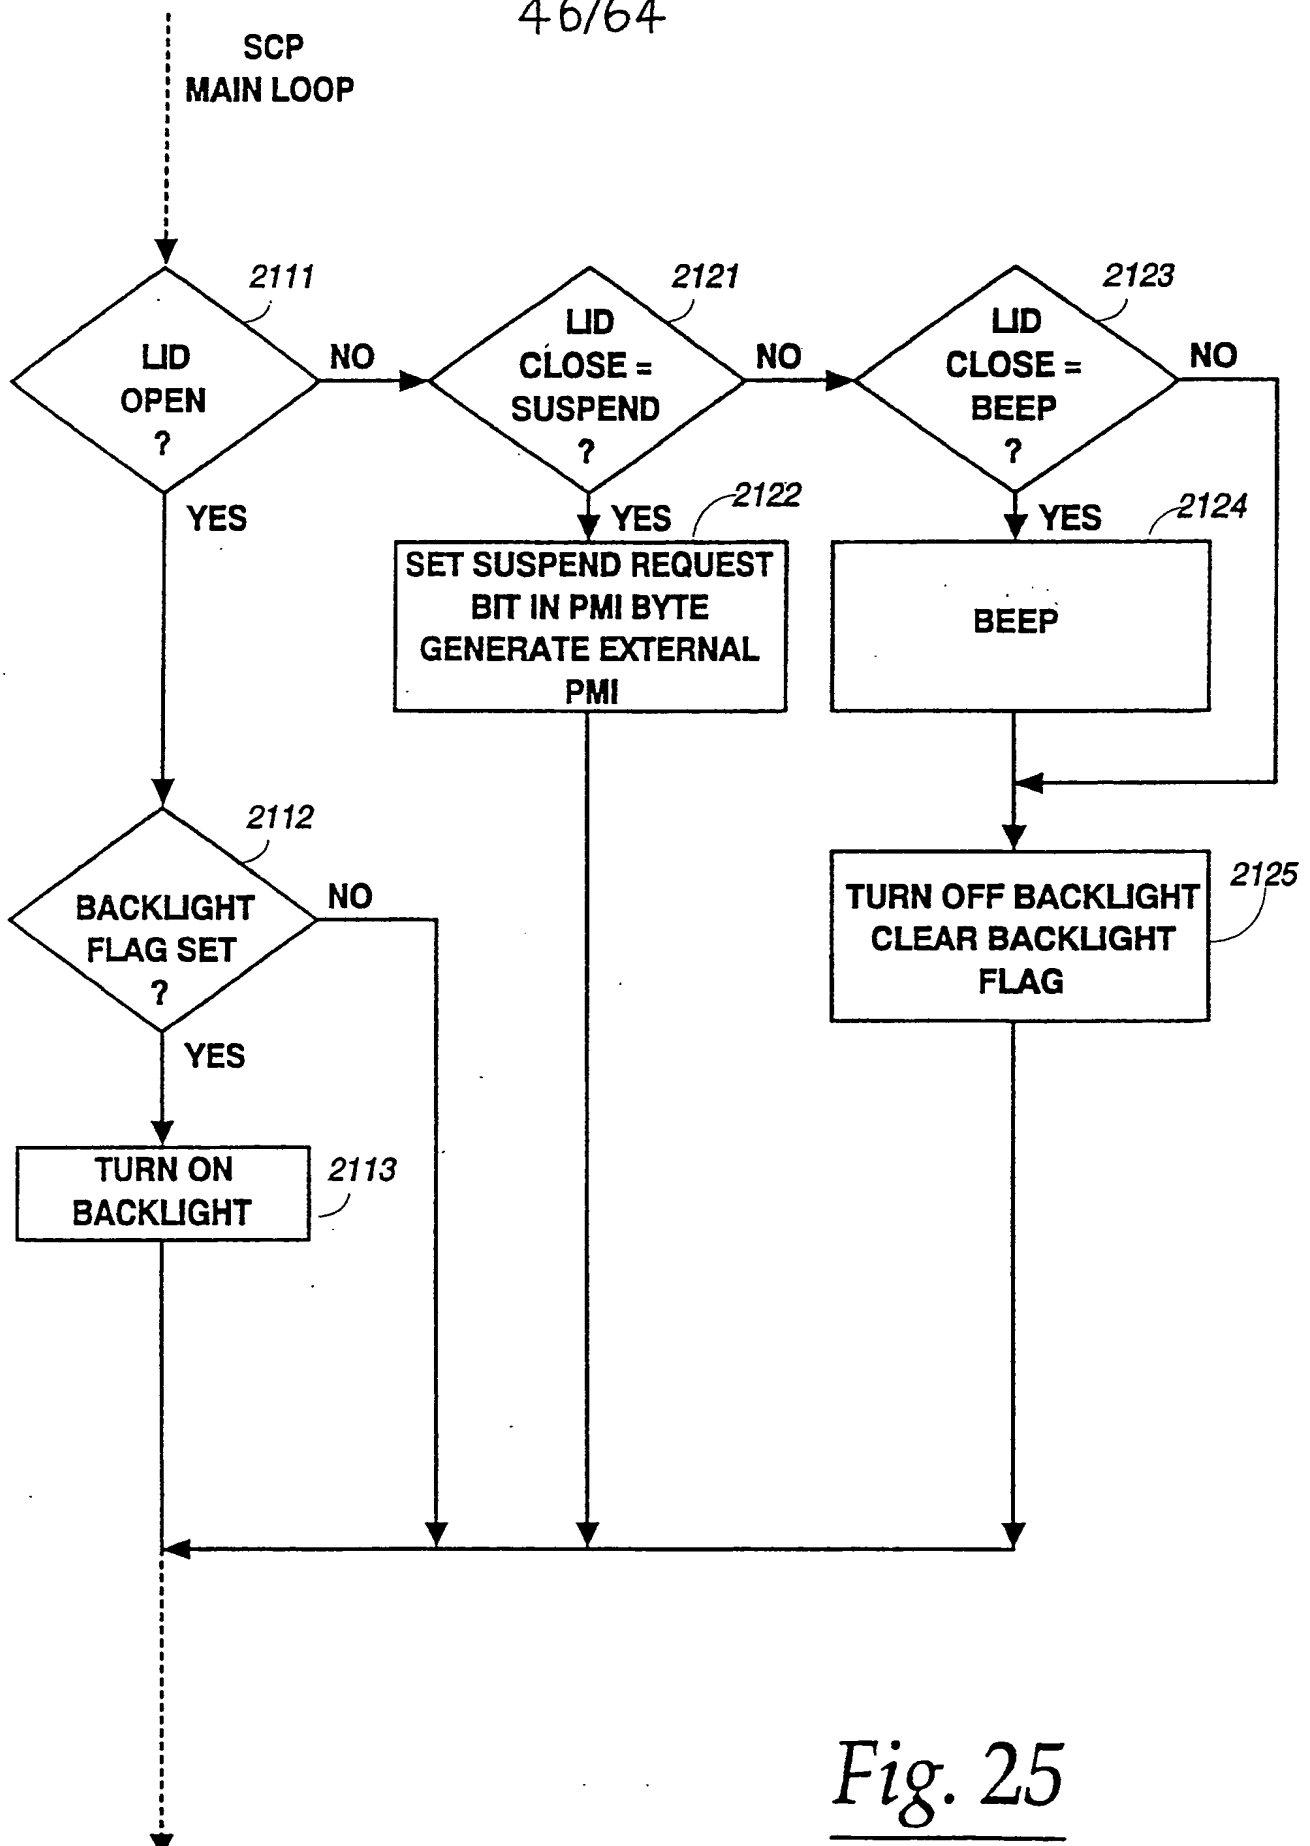 46/64
SCP
MAIN LOOP
2111
LID
OPEN
?
NO
YES
2121
LID
CLOSE =
SUSPEND
?
NO
YES
2123
LID
CLOSE =
BEEP
?
NO
YES
2122
SET SUSPEND REQUEST
BIT IN PMI BYTE
GENERATE EXTERNAL
PMI
2124
BEEP
2112
BACKLIGHT
FLAG SET
?
NO
YES
2125
TURN OFF BACKLIGHT
CLEAR BACKLIGHT
FLAG
2113
TURN ON
BACKLIGHT
Fig. 25